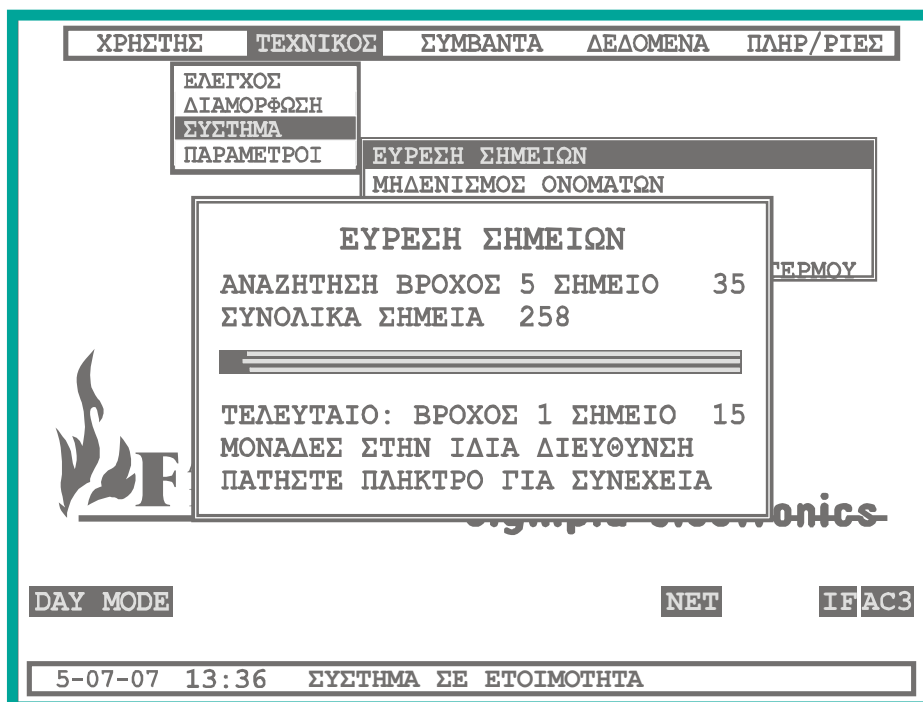 ΧΡΗΣΤΗΣ ΤΕΧΝΙΚΟΣ ΣΥΜΒΑΝΤΑ ΔΕΔΟΜΕΝΑ ΠΛΗΡ/ΡΙΕΣ
ΕΛΕΓΧΟΣ
ΔΙΑΜΟΡΦΩΣΗ
ΣΥΣΤΗΜΑ
ΠΑΡΑΜΕΤΡΟΙ
ΕΥΡΕΣΗ ΣΗΜΕΙΩΝ
ΜΗΔΕΝΙΣΜΟΣ ΟΝΟΜΑΤΩΝ
ΕΥΡΕΣΗ ΣΗΜΕΙΩΝ
ΑΝΑΖΗΤΗΣΗ ΒΡΟΧΟΣ 5 ΣΗΜΕΙΟ 35
ΣΥΝΟΛΙΚΑ ΣΗΜΕΙΑ 258
ΤΕΛΕΥΤΑΙΟ: ΒΡΟΧΟΣ 1 ΣΗΜΕΙΟ 15
ΜΟΝΑΔΕΣ ΣΤΗΝ ΙΔΙΑ ΔΙΕΥΘΥΝΣΗ
ΠΑΤΗΣΤΕ ΠΛΗΚΤΡΟ ΓΙΑ ΣΥΝΕΧΕΙΑ
DAY MODE NET IF AC3
5-07-07 13:36 ΣΥΣΤΗΜΑ ΣΕ ΕΤΟΙΜΟΤΗΤΑ